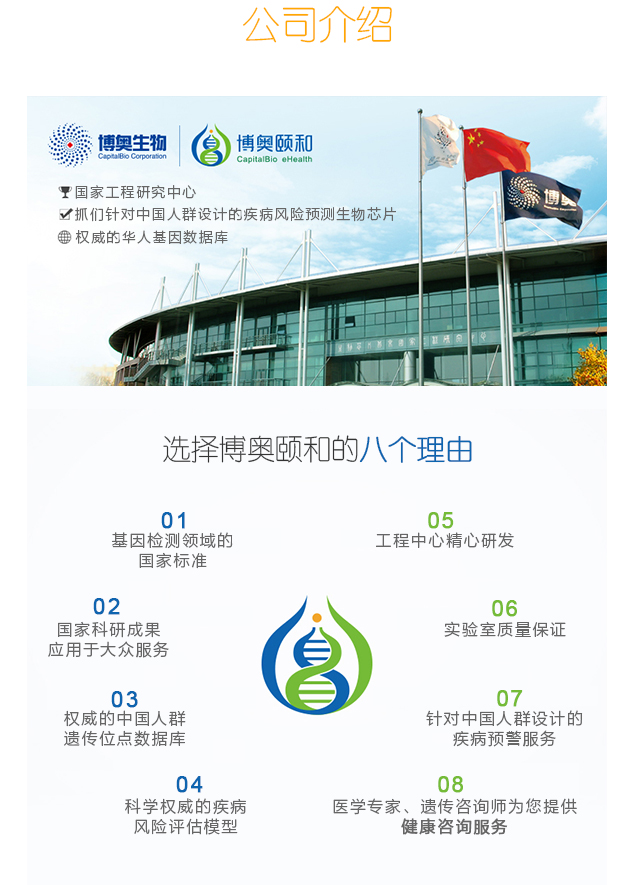 公司介绍
博奥生物
CapitalBio Corporation
博奥颐和
CapitalBio eHealth
国家工程研究中心
抓们针对中国人群设计的疾病风险预测生物芯片
权威的华人基因数据库
博奥
选择博奥颐和的八个理由
01
基因检测领域的
国家标准
02
国家科研成果
应用于大众服务
03
权威的中国人群
遗传位点数据库
04
科学权威的疾病
风险评估模型
05
工程中心精心研发
06
实验室质量保证
07
针对中国人群设计的
疾病预警服务
08
医学专家、遗传咨询师为您提供
健康咨询服务